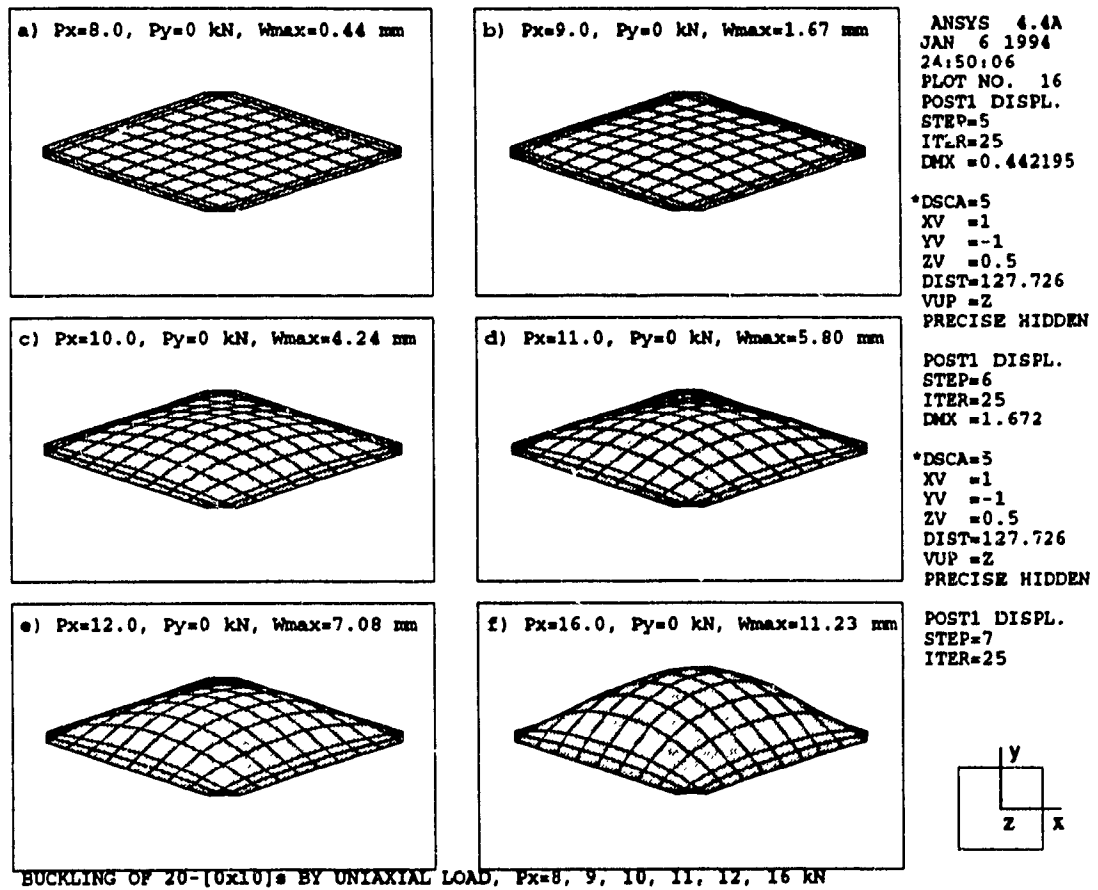 a) Px=8.0, Py=0 kN, Wmax=0.44 mm
b) Px=9.0, Py=0 kN, Wmax=1.67 mm
c) Px=10.0, Py=0 kN, Wmax=4.24 mm
d) Px=11.0, Py=0 kN, Wmax=5.80 mm
e) Px=12.0, Py=0 kN, Wmax=7.08 mm
f) Px=16.0, Py=0 kN, Wmax=11.23 mm
ANSYS 4.4A
JAN 6 1994
24:50:06
PLOT NO. 16
POST1 DISPL.
STEP=5
ITER=25
DMX =0.442195
*DSCA=5
XV =1
YV =-1
ZV =0.5
DIST=127.726
VUP =Z
PRECISE HIDDEN
POST1 DISPL.
STEP=6
ITER=25
DMX =1.672
*DSCA=5
XV =1
YV =-1
ZV =0.5
DIST=127.726
VUP =Z
PRECISE HIDDEN
POST1 DISPL.
STEP=7
ITER=25
Y
Z X
BUCKLING OF 20-[0x10]s BY UNIAXIAL LOAD, Px=8, 9, 10, 11, 12, 16 kN